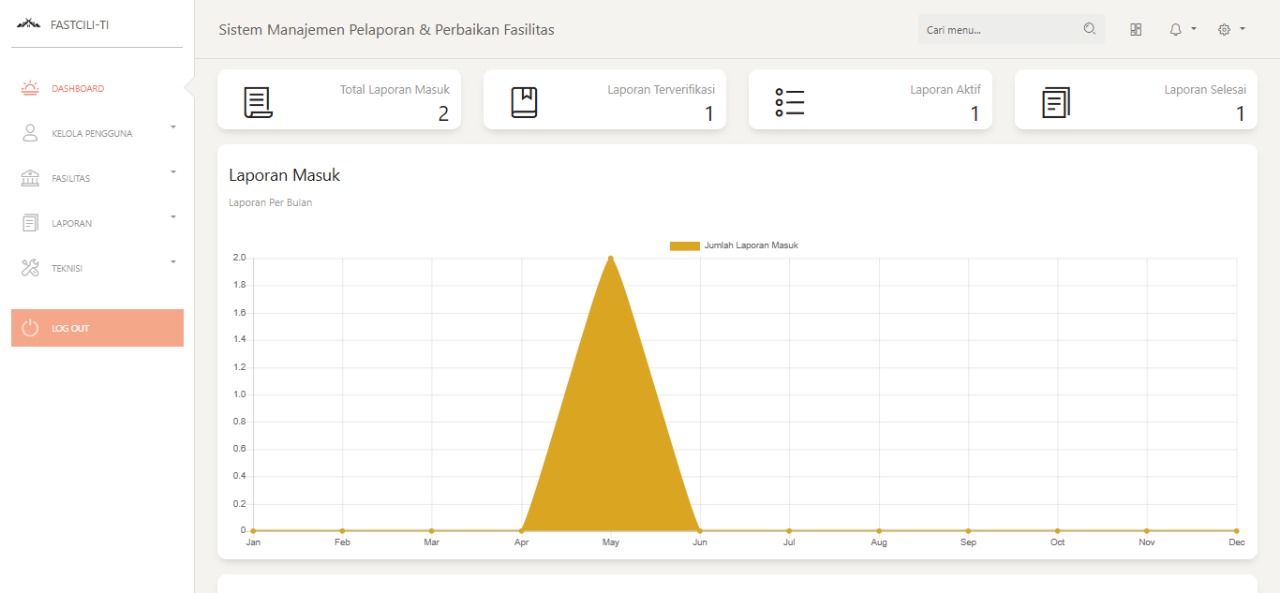 FASTCILI-TI
DASHBOARD
KELOLA PENGGUNA
FASILITAS
LAPORAN
TEKNISI
LOG OUT
Sistem Manajemen Pelaporan & Perbaikan Fasilitas
Cari menu...
Total Laporan Masuk
2
Laporan Terverifikasi
1
Laporan Aktif
1
Laporan Selesai
1
Laporan Masuk
Laporan Per Bulan
Jumlah Laporan Masuk
2.0
1.8
1.6
1.4
1.2
1.0
0.8
0.6
0.4
0.2
0
Jan Feb Mar Apr May Jun Jul Aug Sep Oct Nov Dec